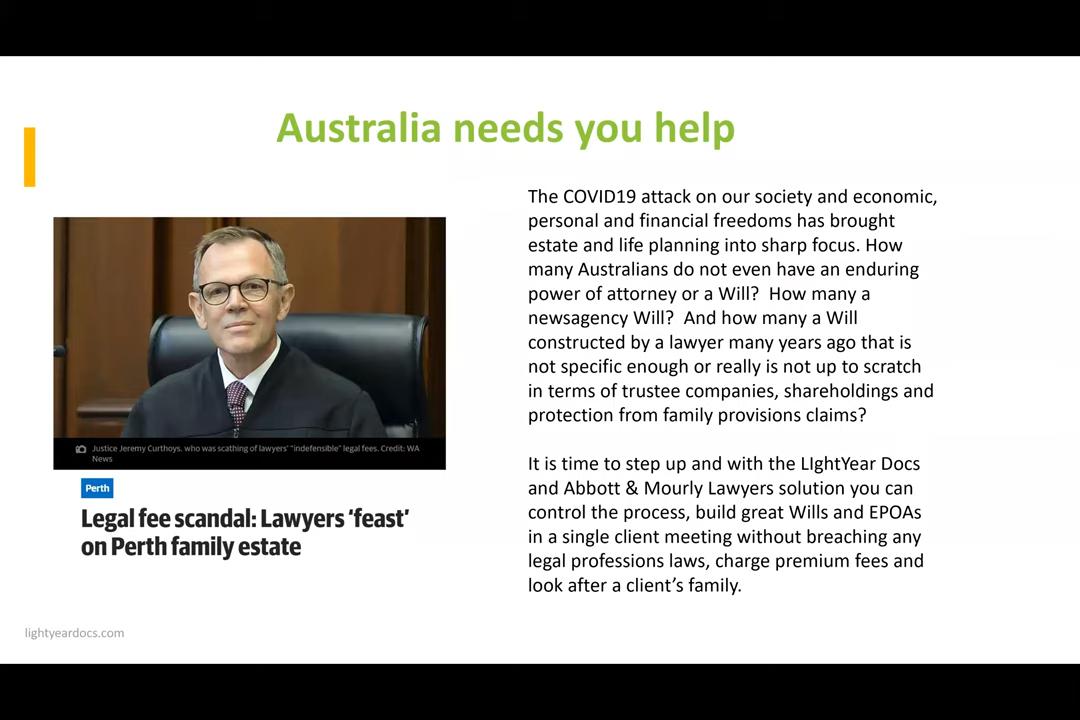 Australia needs you help
The COVID19 attack on our society and economic,
personal and financial freedoms has brought
estate and life planning into sharp focus. How
many Australians do not even have an enduring
power of attorney or a Will?  How many a
newsagency Will?  And how many a Will
constructed by a lawyer many years ago that is
not specific enough or really is not up to scratch
in terms of trustee companies, shareholdings and
protection from family provisions claims?
It is time to step up and with the LIghtYear Docs
and Abbott & Mourly Lawyers solution you can
control the process, build great Wills and EPOAs
in a single client meeting without breaching any
legal professions laws, charge premium fees and
look after a client’s family.
Justice Jeremy Curthoys, who was scathing of lawyers' "indefensible" legal fees. Credit: WA
News
Perth
Legal fee scandal: Lawyers ‘feast’
on Perth family estate
lightyeardocs.com